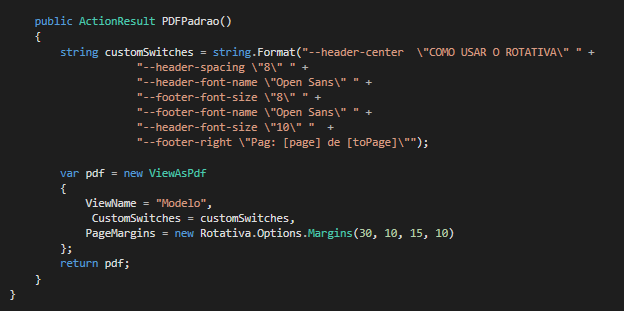 public ActionResult PDFPadrao()
{
string customSwitches = string.Format("--header-center  \"COMO USAR O ROTATIVA\" " +
"--header-spacing \"8\" " +
"--header-font-name \"Open Sans\" " +
"--footer-font-size \"8\" " +
"--footer-font-name \"Open Sans\" " +
"--header-font-size \"10\" "  +
"--footer-right \"Pag: [page] de [toPage]\"");
var pdf = new ViewAsPdf
{
ViewName = "Modelo",
CustomSwitches = customSwitches,
PageMargins = new Rotativa.Options.Margins(30, 10, 15, 10)
};
return pdf;
}
}